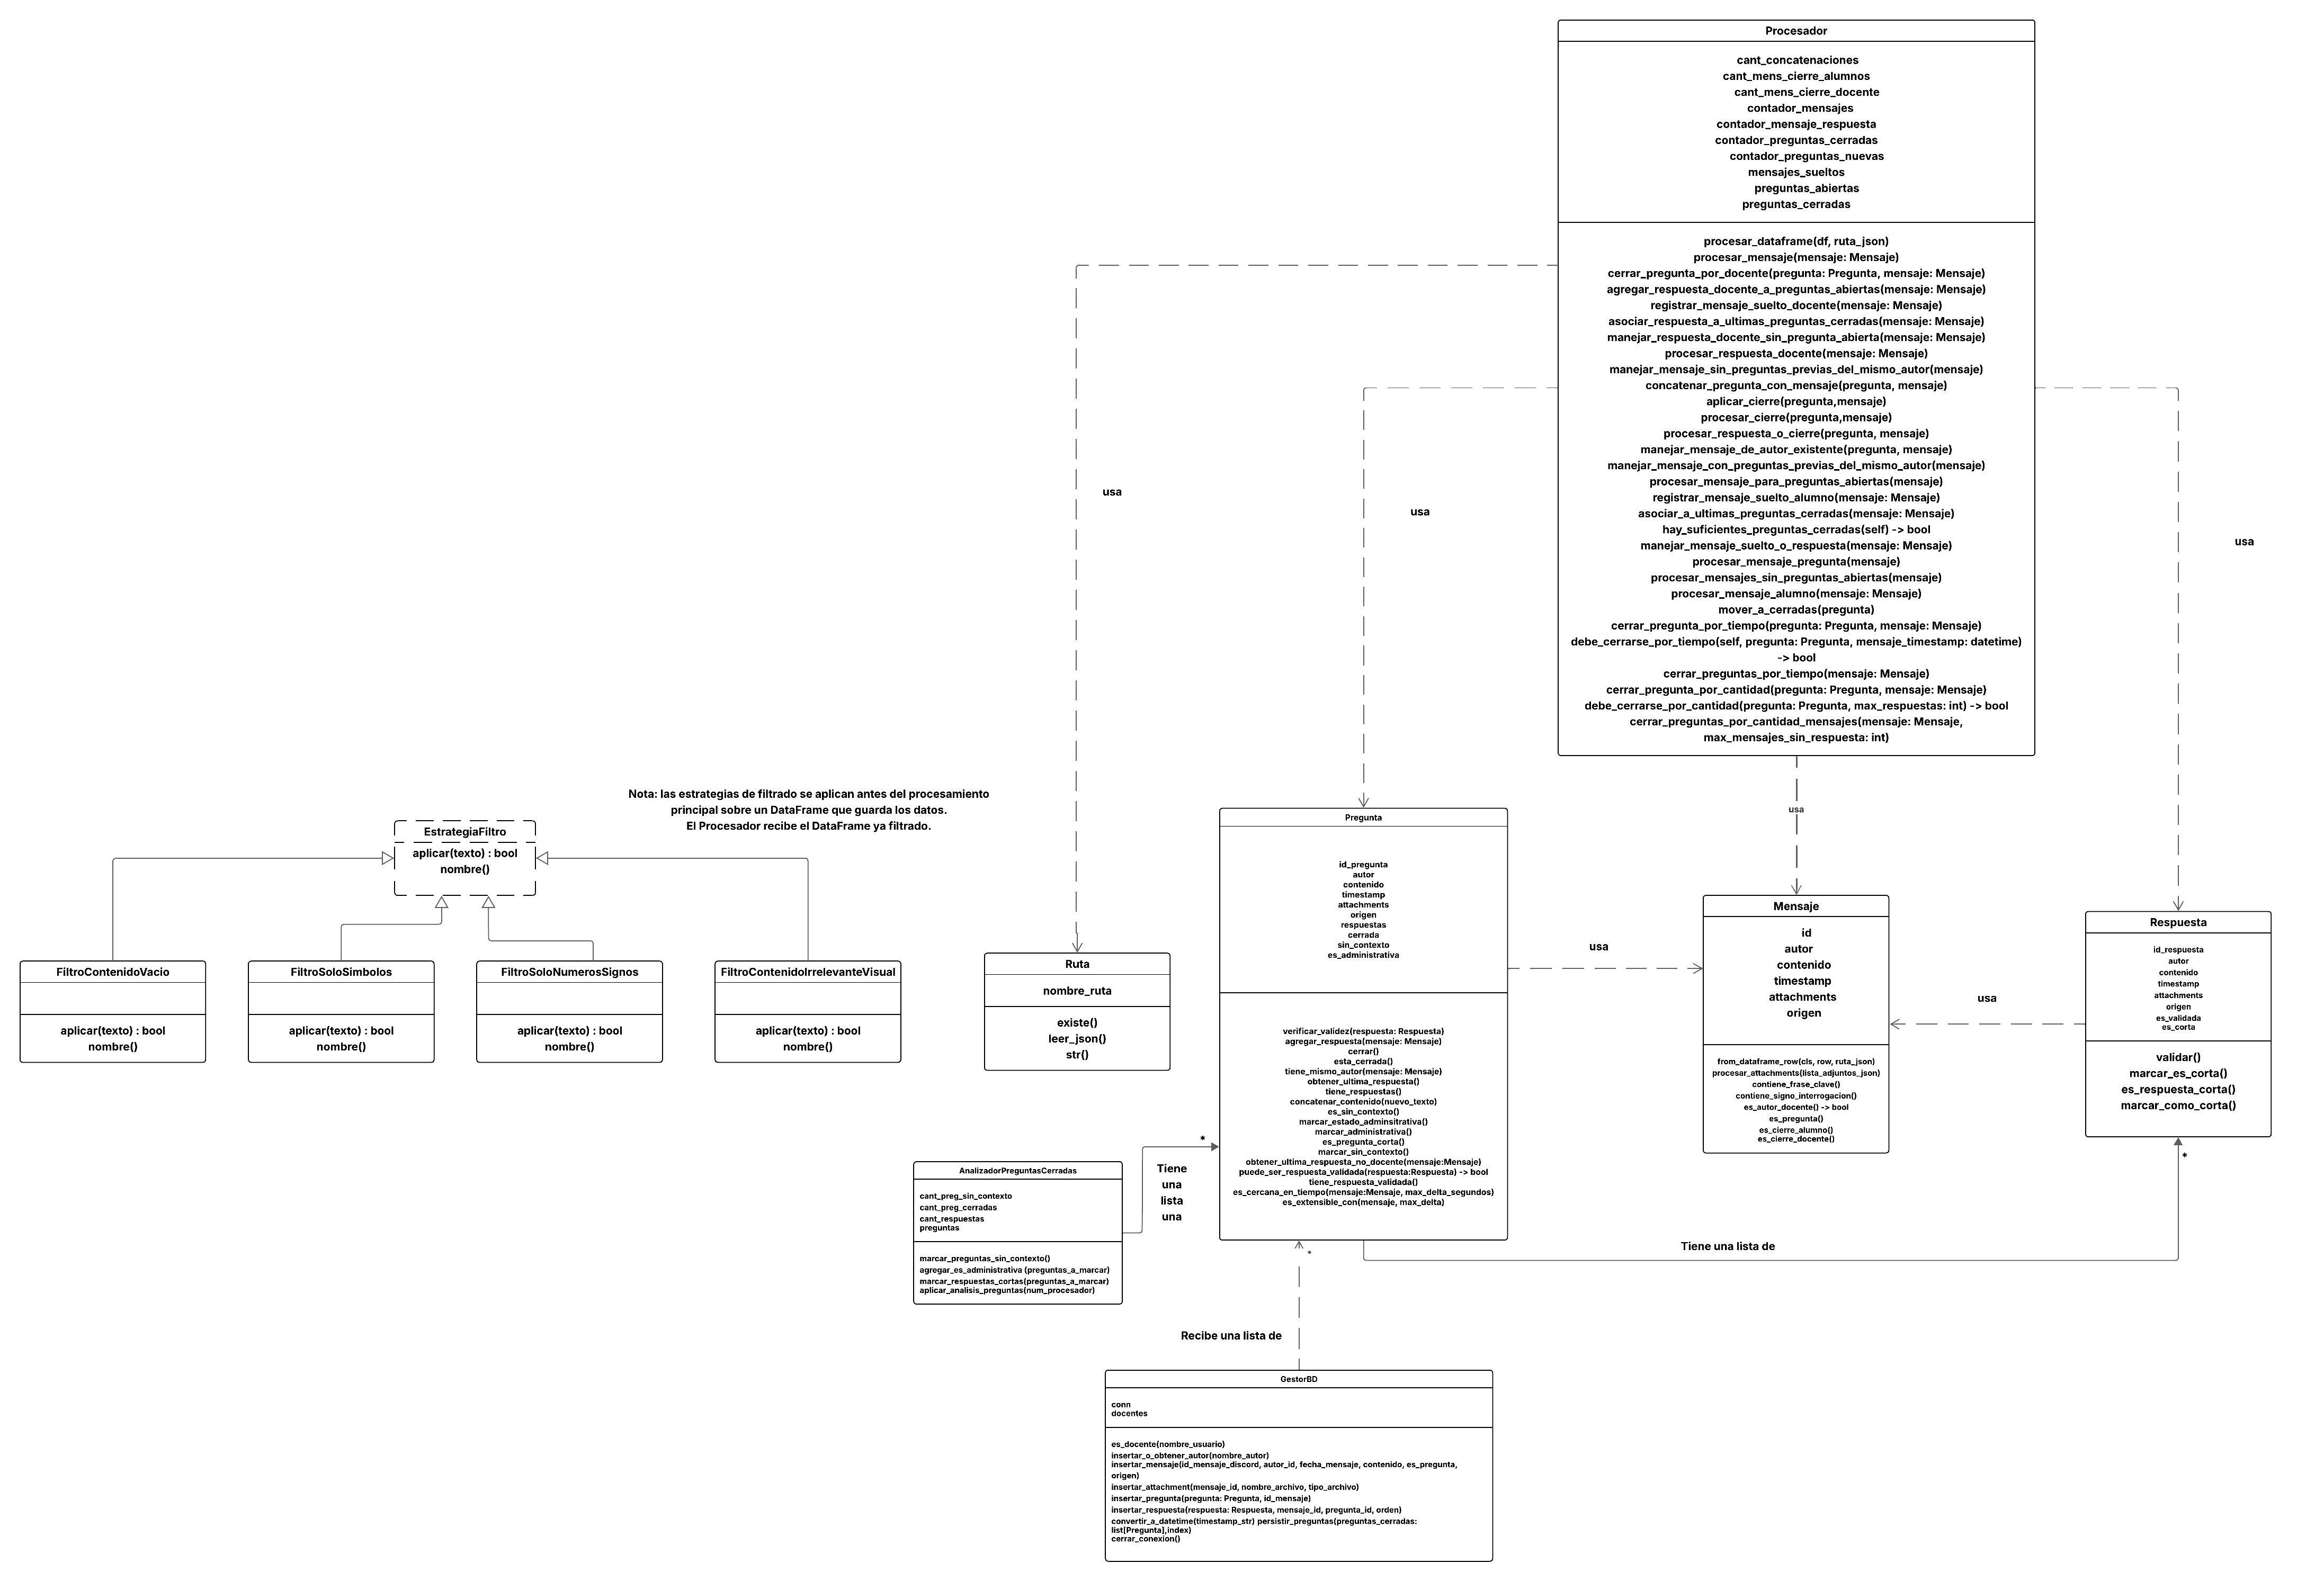 Procesador
cant_concatenaciones
cant_mens_cierre_alumnos
cant_mens_cierre_docente
contador_mensajes
contador_mensaje_respuesta
contador_preguntas_cerradas
contador_preguntas_nuevas
mensajes_sueltos
preguntas_abiertas
preguntas_cerradas
procesar_dataframe(df, ruta_json)
procesar_mensaje(mensaje: Mensaje)
cerrar_pregunta_por_docente(pregunta: Pregunta, mensaje: Mensaje)
agregar_respuesta_docente_a_preguntas_abiertas(mensaje: Mensaje)
registrar_mensaje_suelto_docente(mensaje: Mensaje)
asociar_respuesta_a_ultimas_preguntas_cerradas(mensaje: Mensaje)
manejar_respuesta_docente_sin_pregunta_abierta(mensaje: Mensaje)
procesar_respuesta_docente(mensaje: Mensaje)
manejar_mensaje_sin_preguntas_previas_del_mismo_autor(mensaje)
concatenar_pregunta_con_mensaje(pregunta, mensaje)
aplicar_cierre(pregunta,mensaje)
procesar_cierre(pregunta,mensaje)
procesar_respuesta_o_cierre(pregunta, mensaje)
manejar_mensaje_de_autor_existente(pregunta, mensaje)
manejar_mensaje_con_preguntas_previas_del_mismo_autor(mensaje)
procesar_mensaje_para_preguntas_abiertas(mensaje)
registrar_mensaje_suelto_alumno(mensaje: Mensaje)
asociar_a_ultimas_preguntas_cerradas(mensaje: Mensaje)
hay_suficientes_preguntas_cerradas(self) -> bool
manejar_mensaje_suelto_o_respuesta(mensaje: Mensaje)
procesar_mensaje_pregunta(mensaje)
procesar_mensajes_sin_preguntas_abiertas(mensaje)
procesar_mensaje_alumno(mensaje: Mensaje)
mover_a_cerradas(pregunta)
cerrar_pregunta_por_tiempo(pregunta: Pregunta, mensaje: Mensaje)
debe_cerrarse_por_tiempo(self, pregunta: Pregunta, mensaje_timestamp: datetime)
-> bool
cerrar_preguntas_por_tiempo(mensaje: Mensaje)
cerrar_pregunta_por_cantidad(pregunta: Pregunta, mensaje: Mensaje)
debe_cerrarse_por_cantidad(pregunta: Pregunta, max_respuestas: int) -> bool
cerrar_preguntas_por_cantidad_mensajes(mensaje: Mensaje,
max_mensajes_sin_respuesta: int)
usa
usa
usa
usa
Nota: las estrategias de filtrado se aplican antes del procesamiento
principal sobre un DataFrame que guarda los datos.
El Procesador recibe el DataFrame ya filtrado.
EstrategiaFiltro
aplicar(texto) : bool
nombre()
FiltroContenidoVacio
aplicar(texto) : bool
nombre()
FiltroSoloSimbolos
aplicar(texto) : bool
nombre()
FiltroSoloNumerosSignos
aplicar(texto) : bool
nombre()
FiltroContenidoIrrelevanteVisual
aplicar(texto) : bool
nombre()
Ruta
nombre_ruta
existe()
leer_json()
str()
Pregunta
id_pregunta
autor
contenido
timestamp
attachments
origen
respuestas
cerrada
sin_contexto
es_administrativa
verificar_validez(respuesta: Respuesta)
agregar_respuesta(mensaje: Mensaje)
cerrar()
esta_cerrada()
tiene_mismo_autor(mensaje: Mensaje)
obtener_ultima_respuesta()
tiene_respuestas()
concatenar_contenido(nuevo_texto)
es_sin_contexto()
marcar_estado_adminsitrativa()
marcar_administrativa()
es_pregunta_corta()
marcar_sin_contexto()
obtener_ultima_respuesta_no_docente(mensaje:Mensaje)
puede_ser_respuesta_validada(respuesta:Respuesta) -> bool
tiene_respuesta_validada()
es_cercana_en_tiempo(mensaje:Mensaje, max_delta_segundos)
es_extensible_con(mensaje, max_delta)
usa
Mensaje
id
autor
contenido
timestamp
attachments
origen
from_dataframe_row(cls, row, ruta_json)
procesar_attachments(lista_adjuntos_json)
contiene_frase_clave()
contiene_signo_interrogacion()
es_autor_docente() -> bool
es_pregunta()
es_cierre_alumno()
es_cierre_docente()
usa
Respuesta
id_respuesta
autor
contenido
timestamp
attachments
origen
es_validada
es_corta
validar()
marcar_es_corta()
es_respuesta_corta()
marcar_como_corta()
*
*
Tiene
una
lista
una
AnalizadorPreguntasCerradas
cant_preg_sin_contexto
cant_preg_cerradas
cant_respuestas
preguntas
marcar_preguntas_sin_contexto()
agregar_es_administrativa (preguntas_a_marcar)
marcar_respuestas_cortas(preguntas_a_marcar)
aplicar_analisis_preguntas(num_procesador)
Tiene una lista de
*
Recibe una lista de
GestorBD
conn
docentes
es_docente(nombre_usuario)
insertar_o_obtener_autor(nombre_autor)
insertar_mensaje(id_mensaje_discord, autor_id, fecha_mensaje, contenido, es_pregunta,
origen)
insertar_attachment(mensaje_id, nombre_archivo, tipo_archivo)
insertar_pregunta(pregunta: Pregunta, id_mensaje)
insertar_respuesta(respuesta: Respuesta, mensaje_id, pregunta_id, orden)
convertir_a_datetime(timestamp_str) persistir_preguntas(preguntas_cerradas:
list[Pregunta],index)
cerrar_conexion()